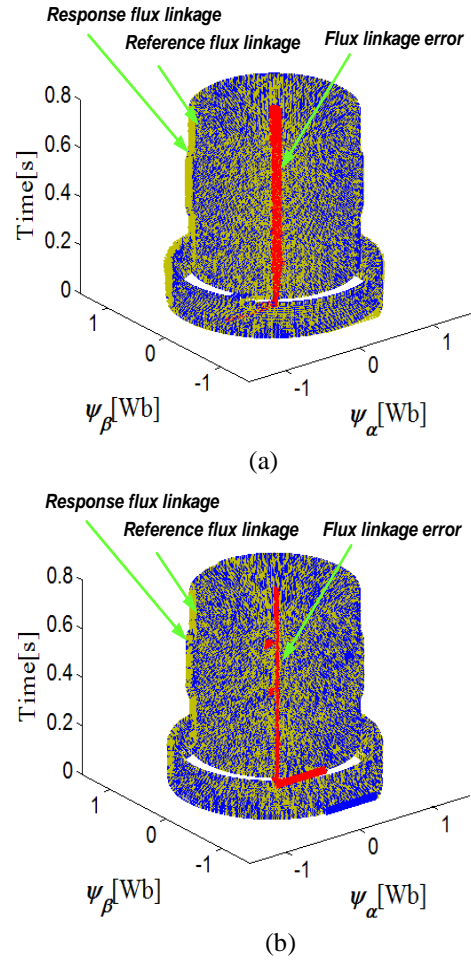 Response flux linkage
Reference flux linkage
Flux linkage error
0.8
0.6
0.4
0.2
0
Time[s]
1
0
-1
ψβ[Wb]
-1
0
1
ψα[Wb]
(a)
Response flux linkage
Reference flux linkage
Flux linkage error
0.8
0.6
0.4
0.2
0
Time[s]
1
0
-1
ψβ[Wb]
-1
0
1
ψα[Wb]
(b)